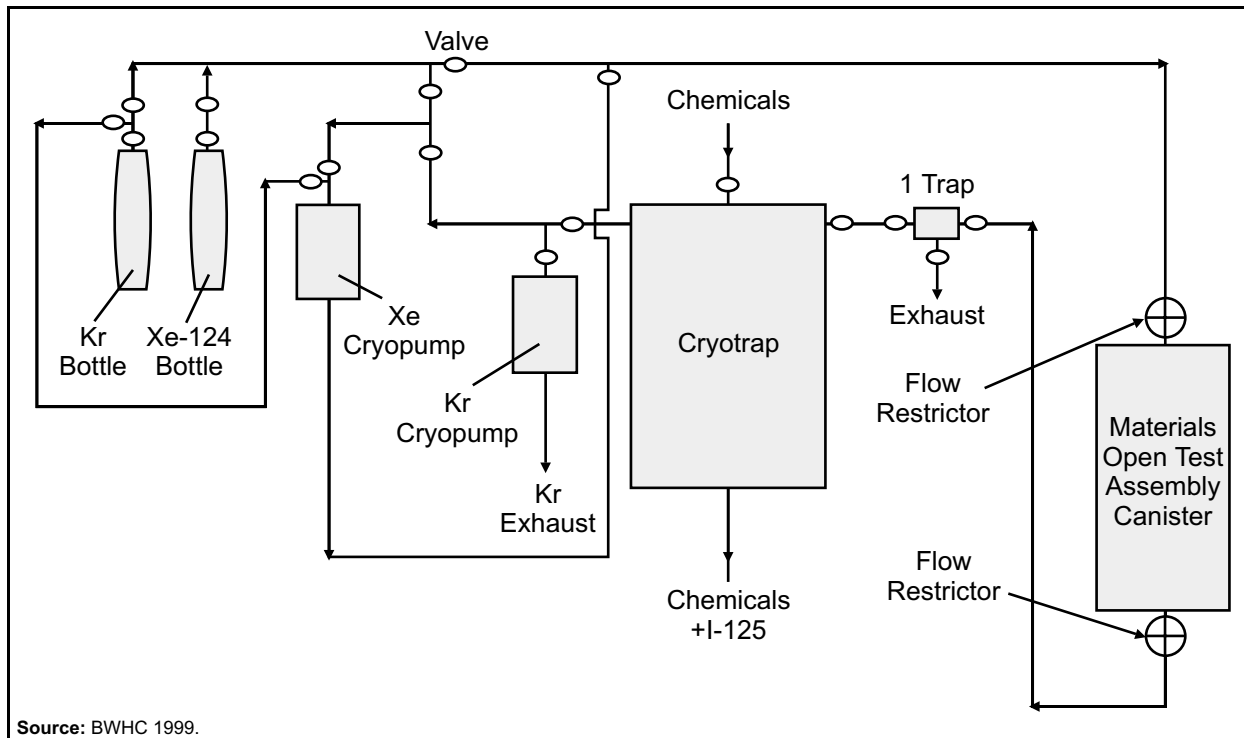 Valve
Chemicals
1 Trap
Kr
Bottle
Xe-124
Bottle
Xe
Cryopump
Kr
Cryopump
Kr
Exhaust
Cryotrap
Exhaust
Flow
Restrictor
Materials
Open Test
Assembly
Canister
Flow
Restrictor
Chemicals
+I-125
Source: BWHC 1999.